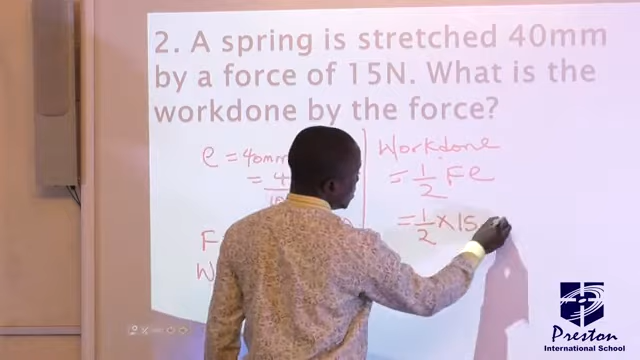 2. A spring is stretched 40mm
by a force of 15N. What is the
workdone by the force?
e = 40mm
= 4
F
W
Workdone
= 1/2 Fe
= 1/2 × 15
Preston
International School